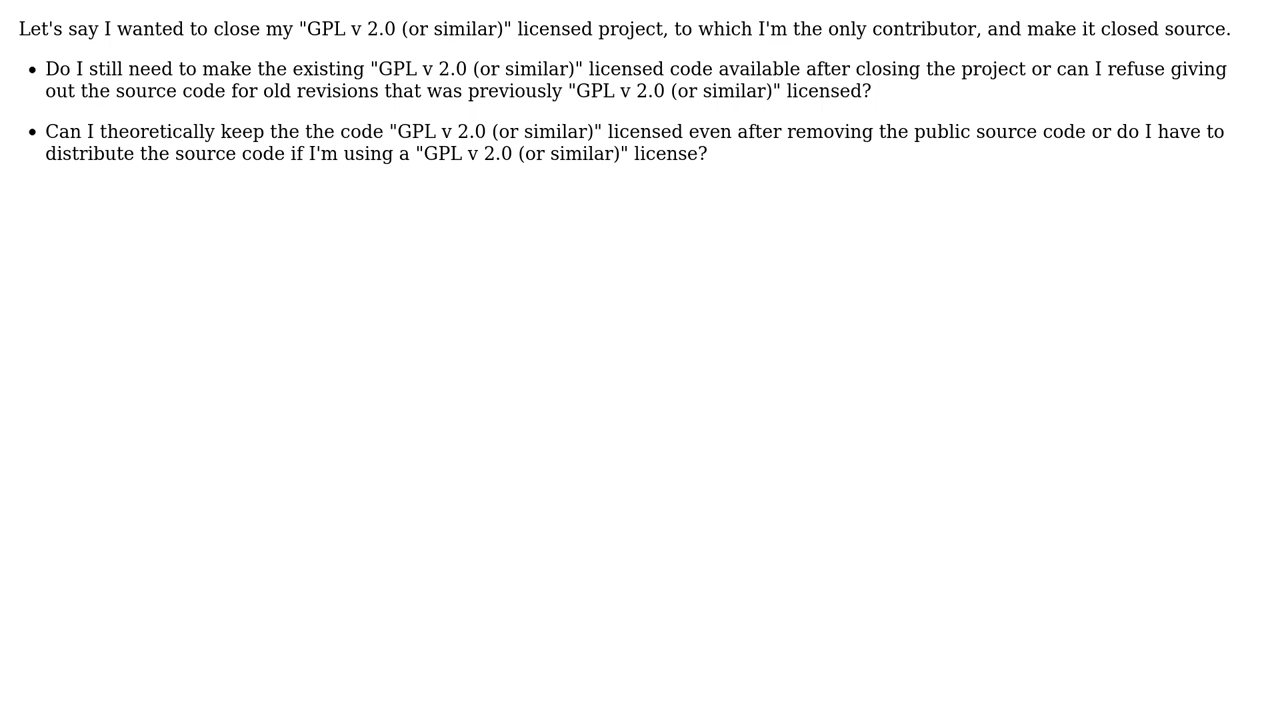 Let's say I wanted to close my "GPL v 2.0 (or similar)" licensed project, to which I'm the only contributor, and make it closed source.
• Do I still need to make the existing "GPL v 2.0 (or similar)" licensed code available after closing the project or can I refuse giving
out the source code for old revisions that was previously "GPL v 2.0 (or similar)" licensed?
• Can I theoretically keep the the code "GPL v 2.0 (or similar)" licensed even after removing the public source code or do I have to
distribute the source code if I'm using a "GPL v 2.0 (or similar)" license?